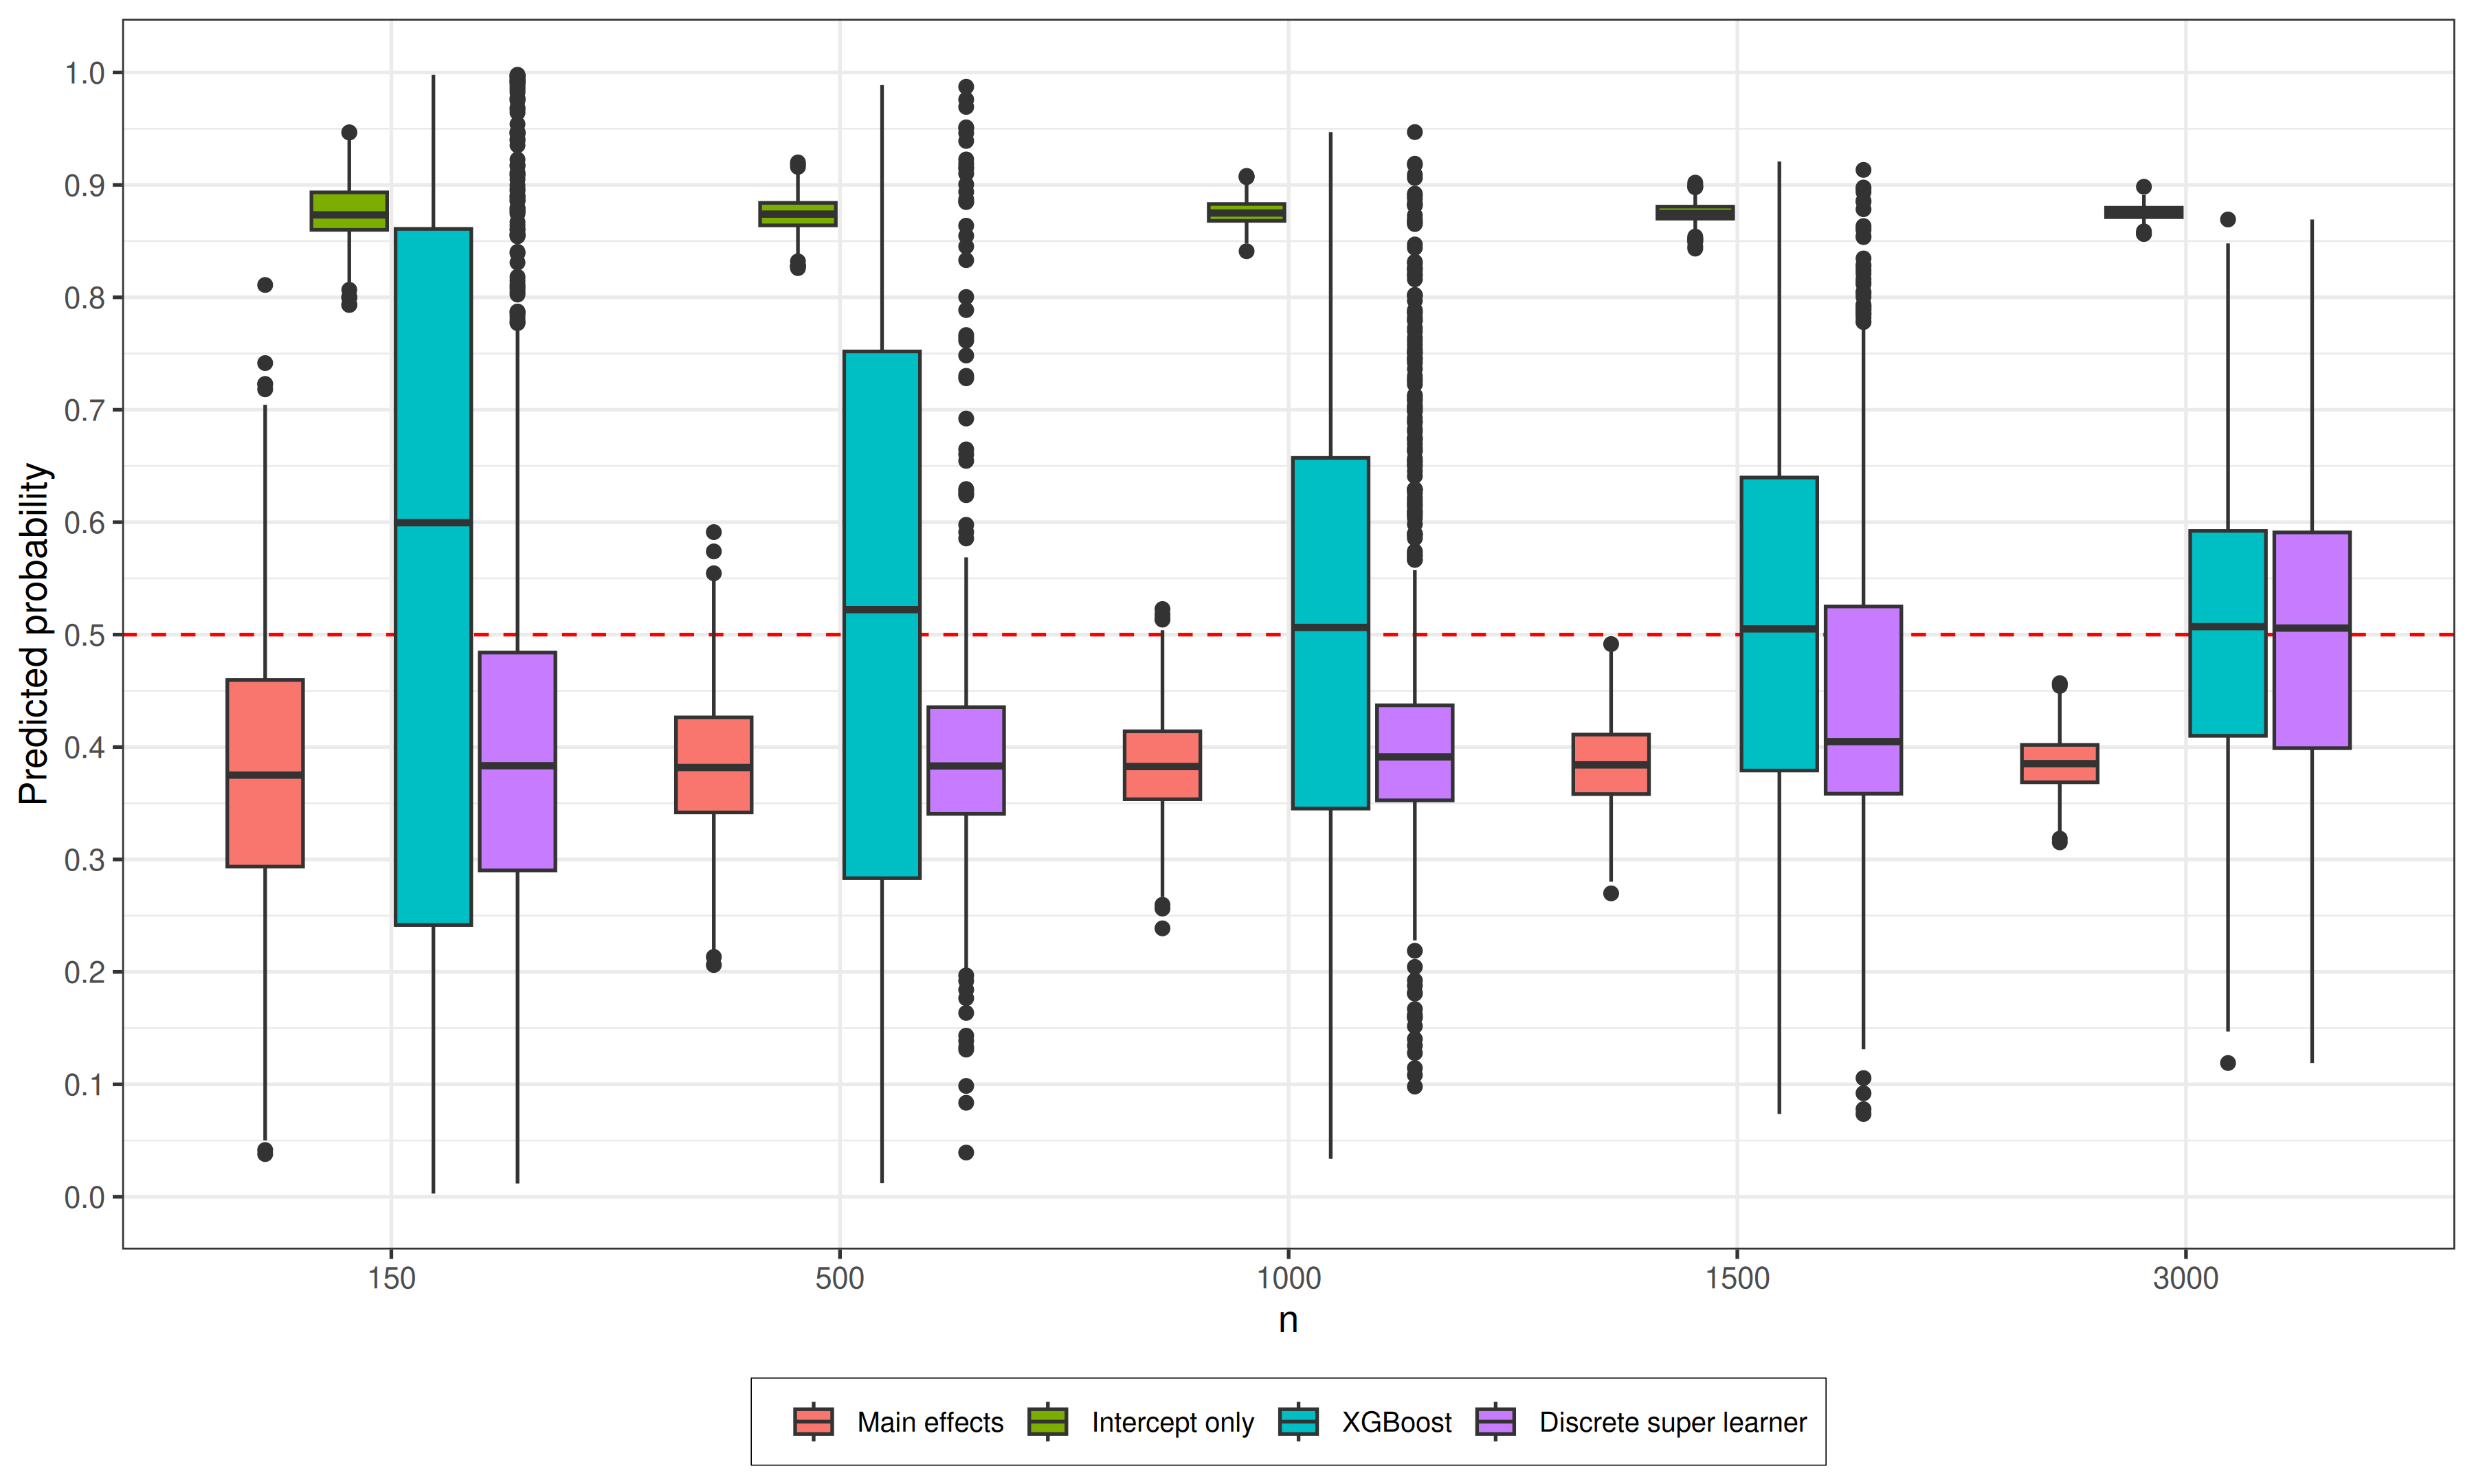 1.0
0.9
0.8
0.7
0.6
0.5
0.4
0.3
0.2
0.1
0.0
Predicted probability
150 500 1000 1500 3000
n
Main effects Intercept only XGBoost Discrete super learner